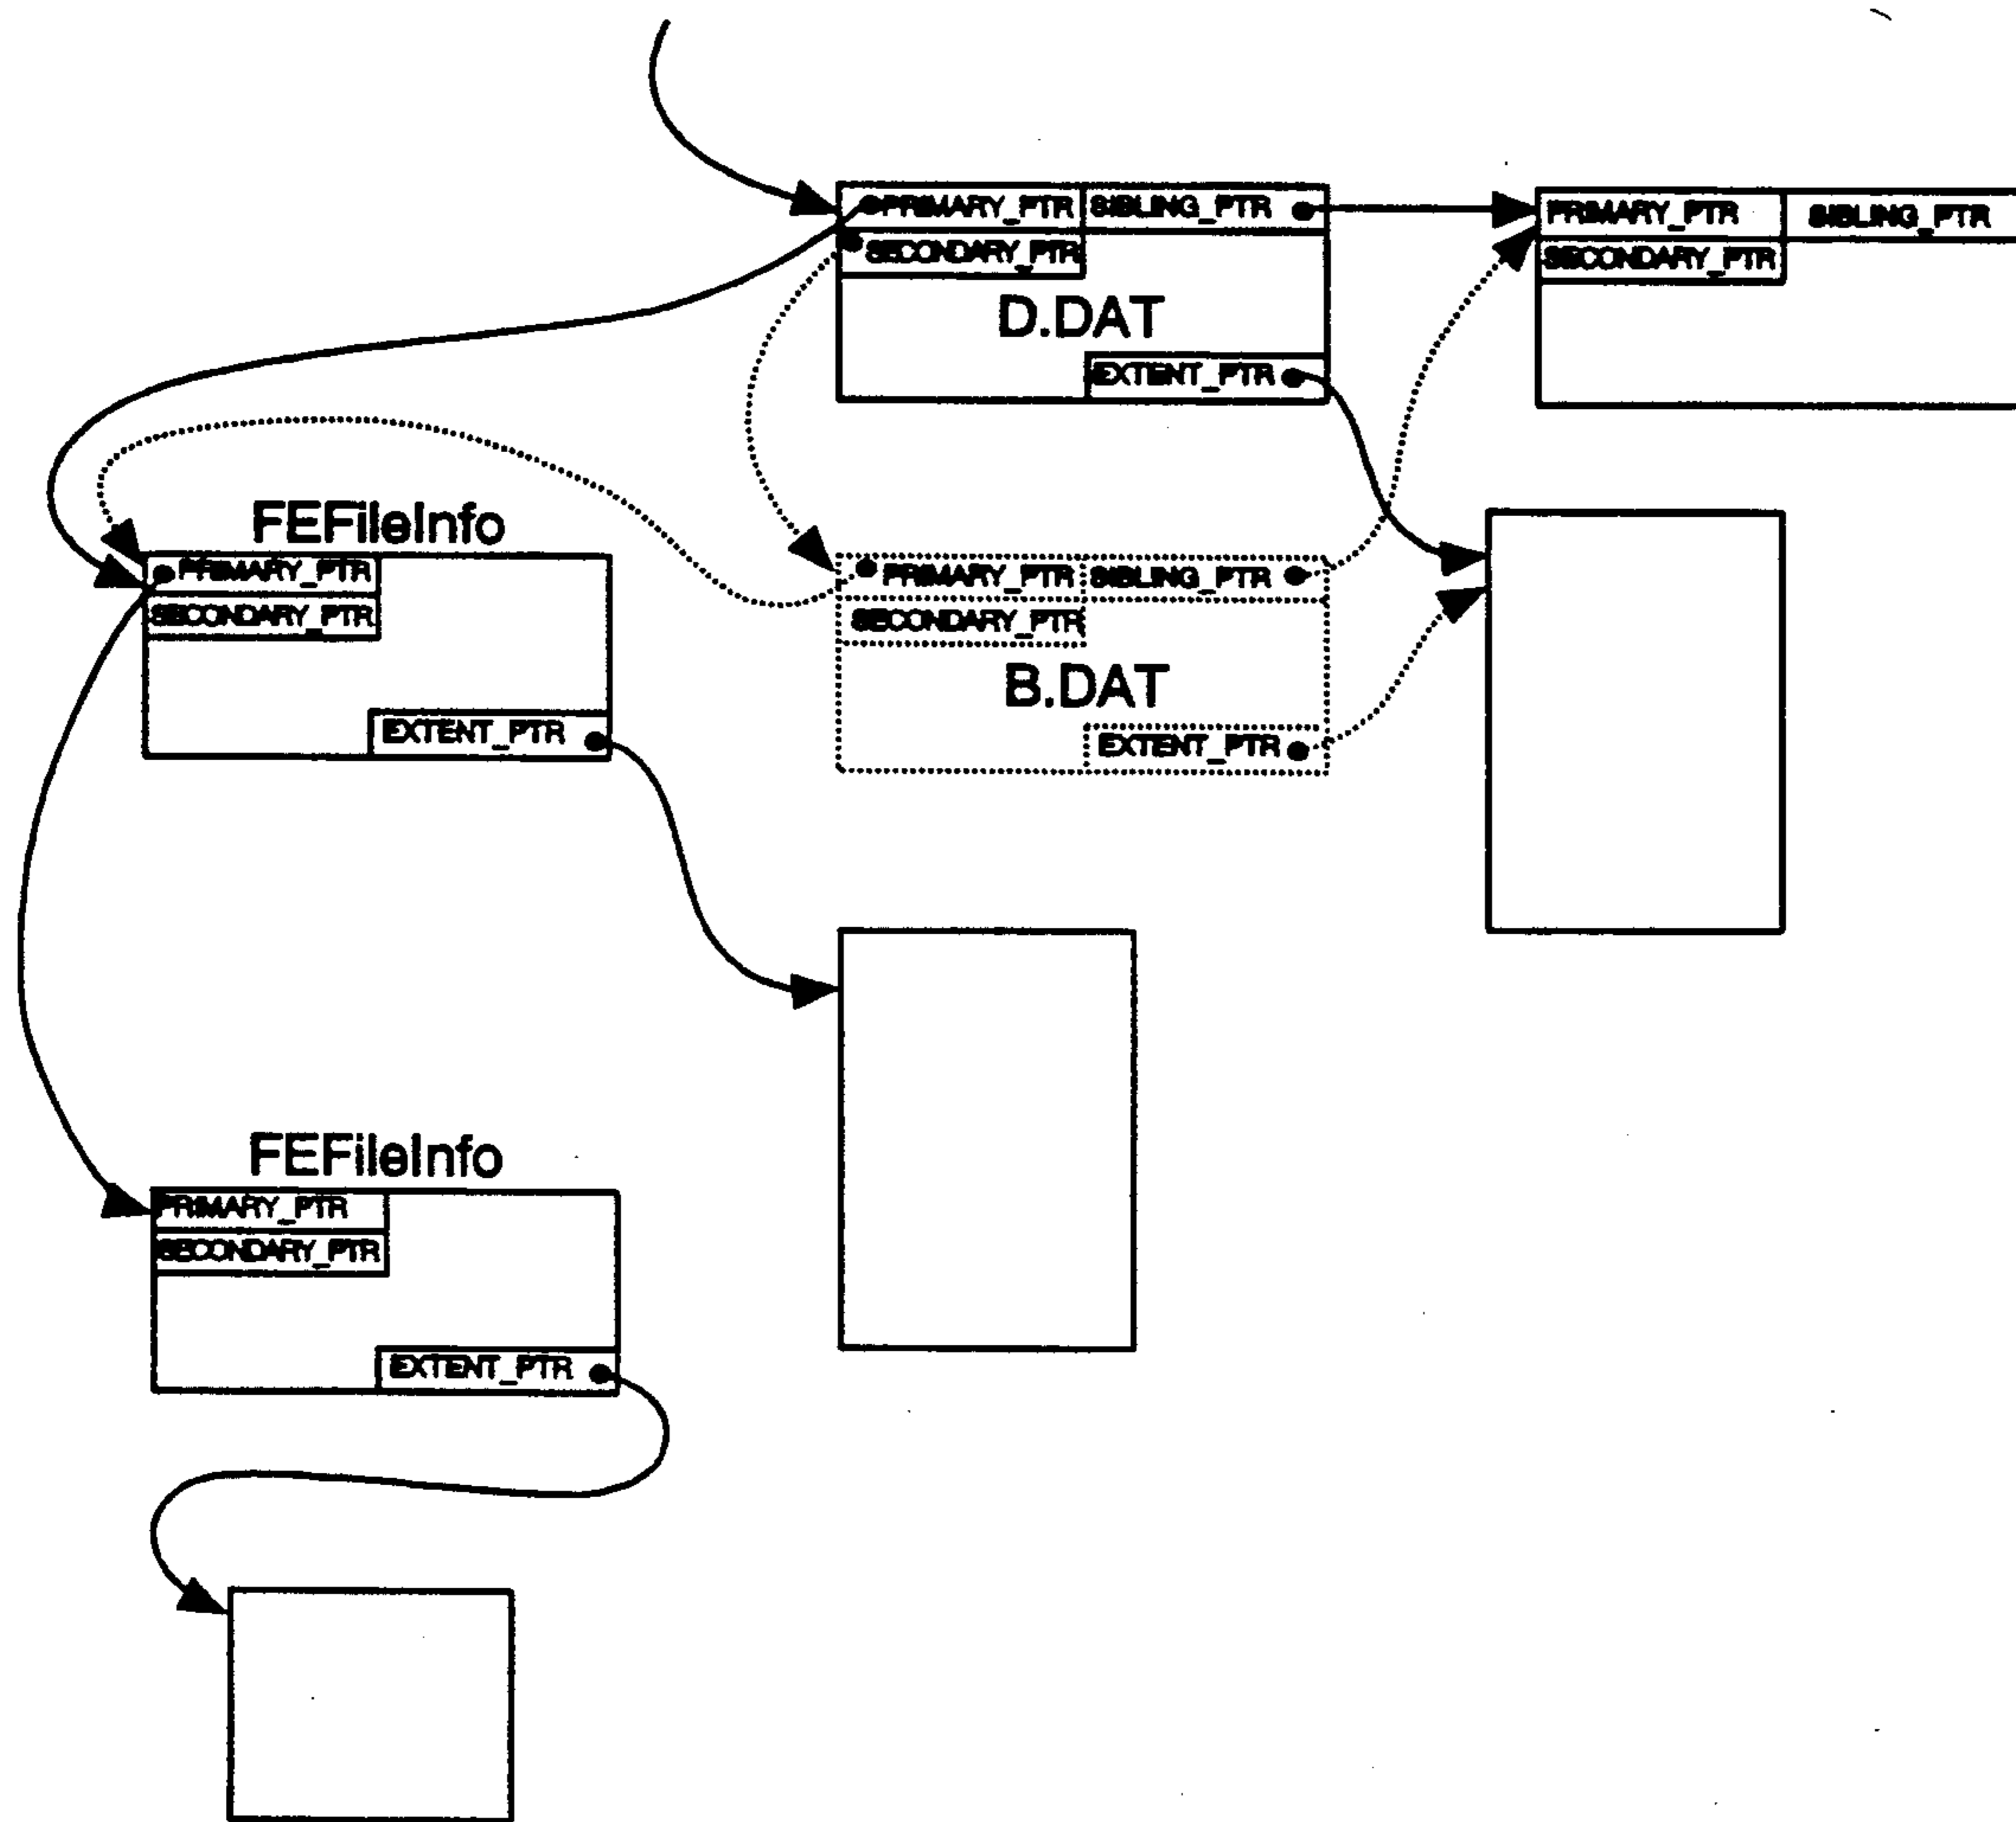 PRIMARY_PTR SIBLING_PTR PRIMARY_PTR SIBLING_PTR
SECONDARY_PTR SECONDARY_PTR
D.DAT
EXTENT_PTR
FEFileInfo
PRIMARY_PTR PRIMARY_PTR SIBLING_PTR
SECONDARY_PTR SECONDARY_PTR
B.DAT
EXTENT_PTR EXTENT_PTR
FEFileInfo
PRIMARY_PTR
SECONDARY_PTR
EXTENT_PTR